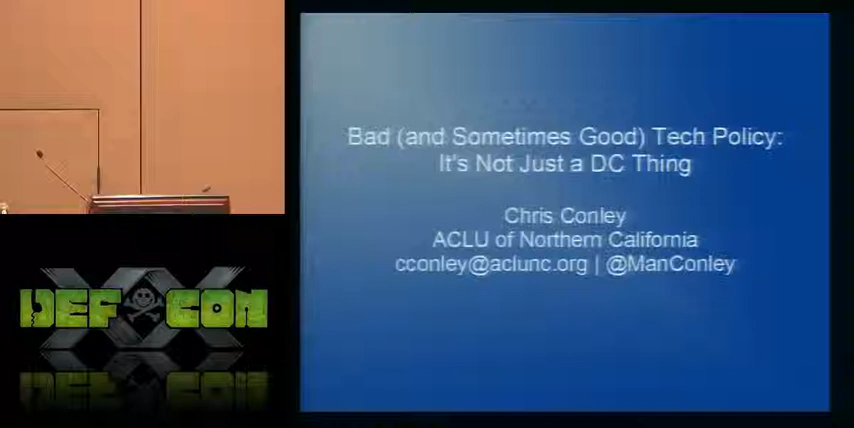 Bad (and Sometimes Good) Tech Policy:
It's Not Just a DC Thing
Chris Conley
ACLU of Northern California
cconley@aclunc.org | @ManConley
DEF CON
XX